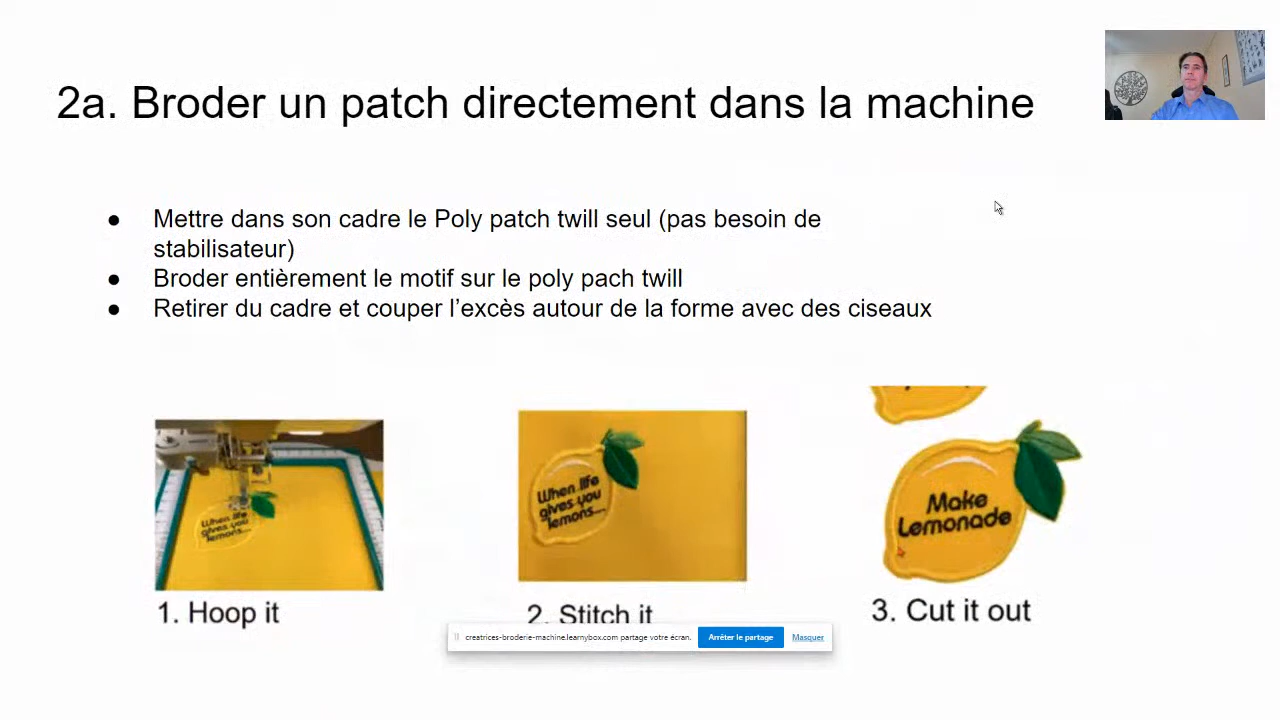 2a. Broder un patch directement dans la machine
● Mettre dans son cadre le Poly patch twill seul (pas besoin de
stabilisateur)
● Broder entièrement le motif sur le poly pach twill
● Retirer du cadre et couper l’excès autour de la forme avec des ciseaux
When life
gives you
lemons...
When life
gives you
lemons...
Make
Lemonade
1. Hoop it
2. Stitch it
3. Cut it out
creatrices-broderie-machine.learnybox.com partage votre écran.
Arrêter le partage
Masquer